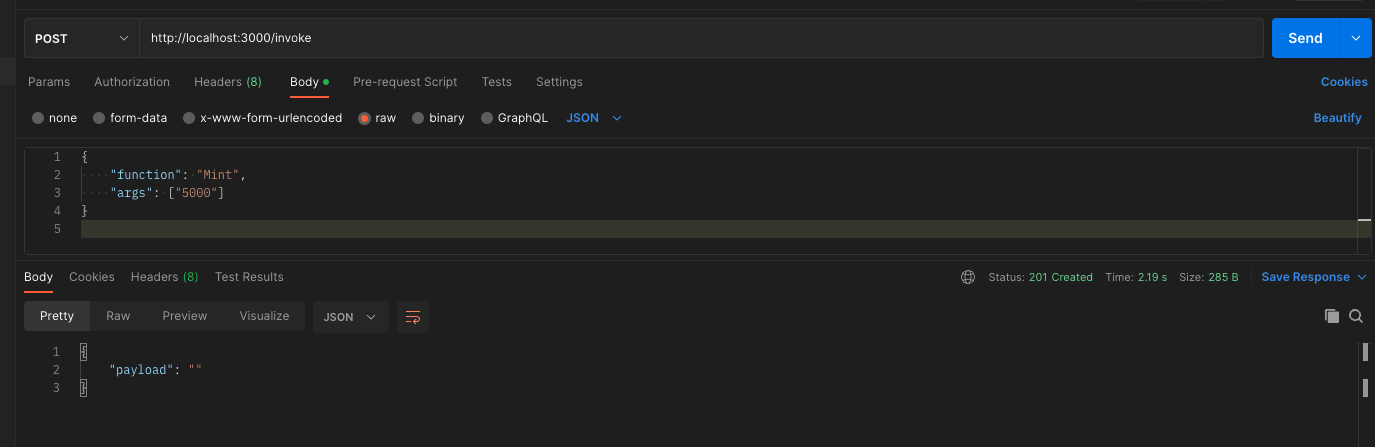 POST http://localhost:3000/invoke Send
Params Authorization Headers (8) Body Pre-request Script Tests Settings Cookies
none form-data x-www-form-urlencoded raw binary GraphQL JSON Beautify
1 {
2 "function": "Mint",
3 "args": ["5000"]
4 }
5
Body Cookies Headers (8) Test Results Status: 201 Created Time: 2.19 s Size: 285 B Save Response
Pretty Raw Preview Visualize JSON
1 {
2 "payload": ""
3 }